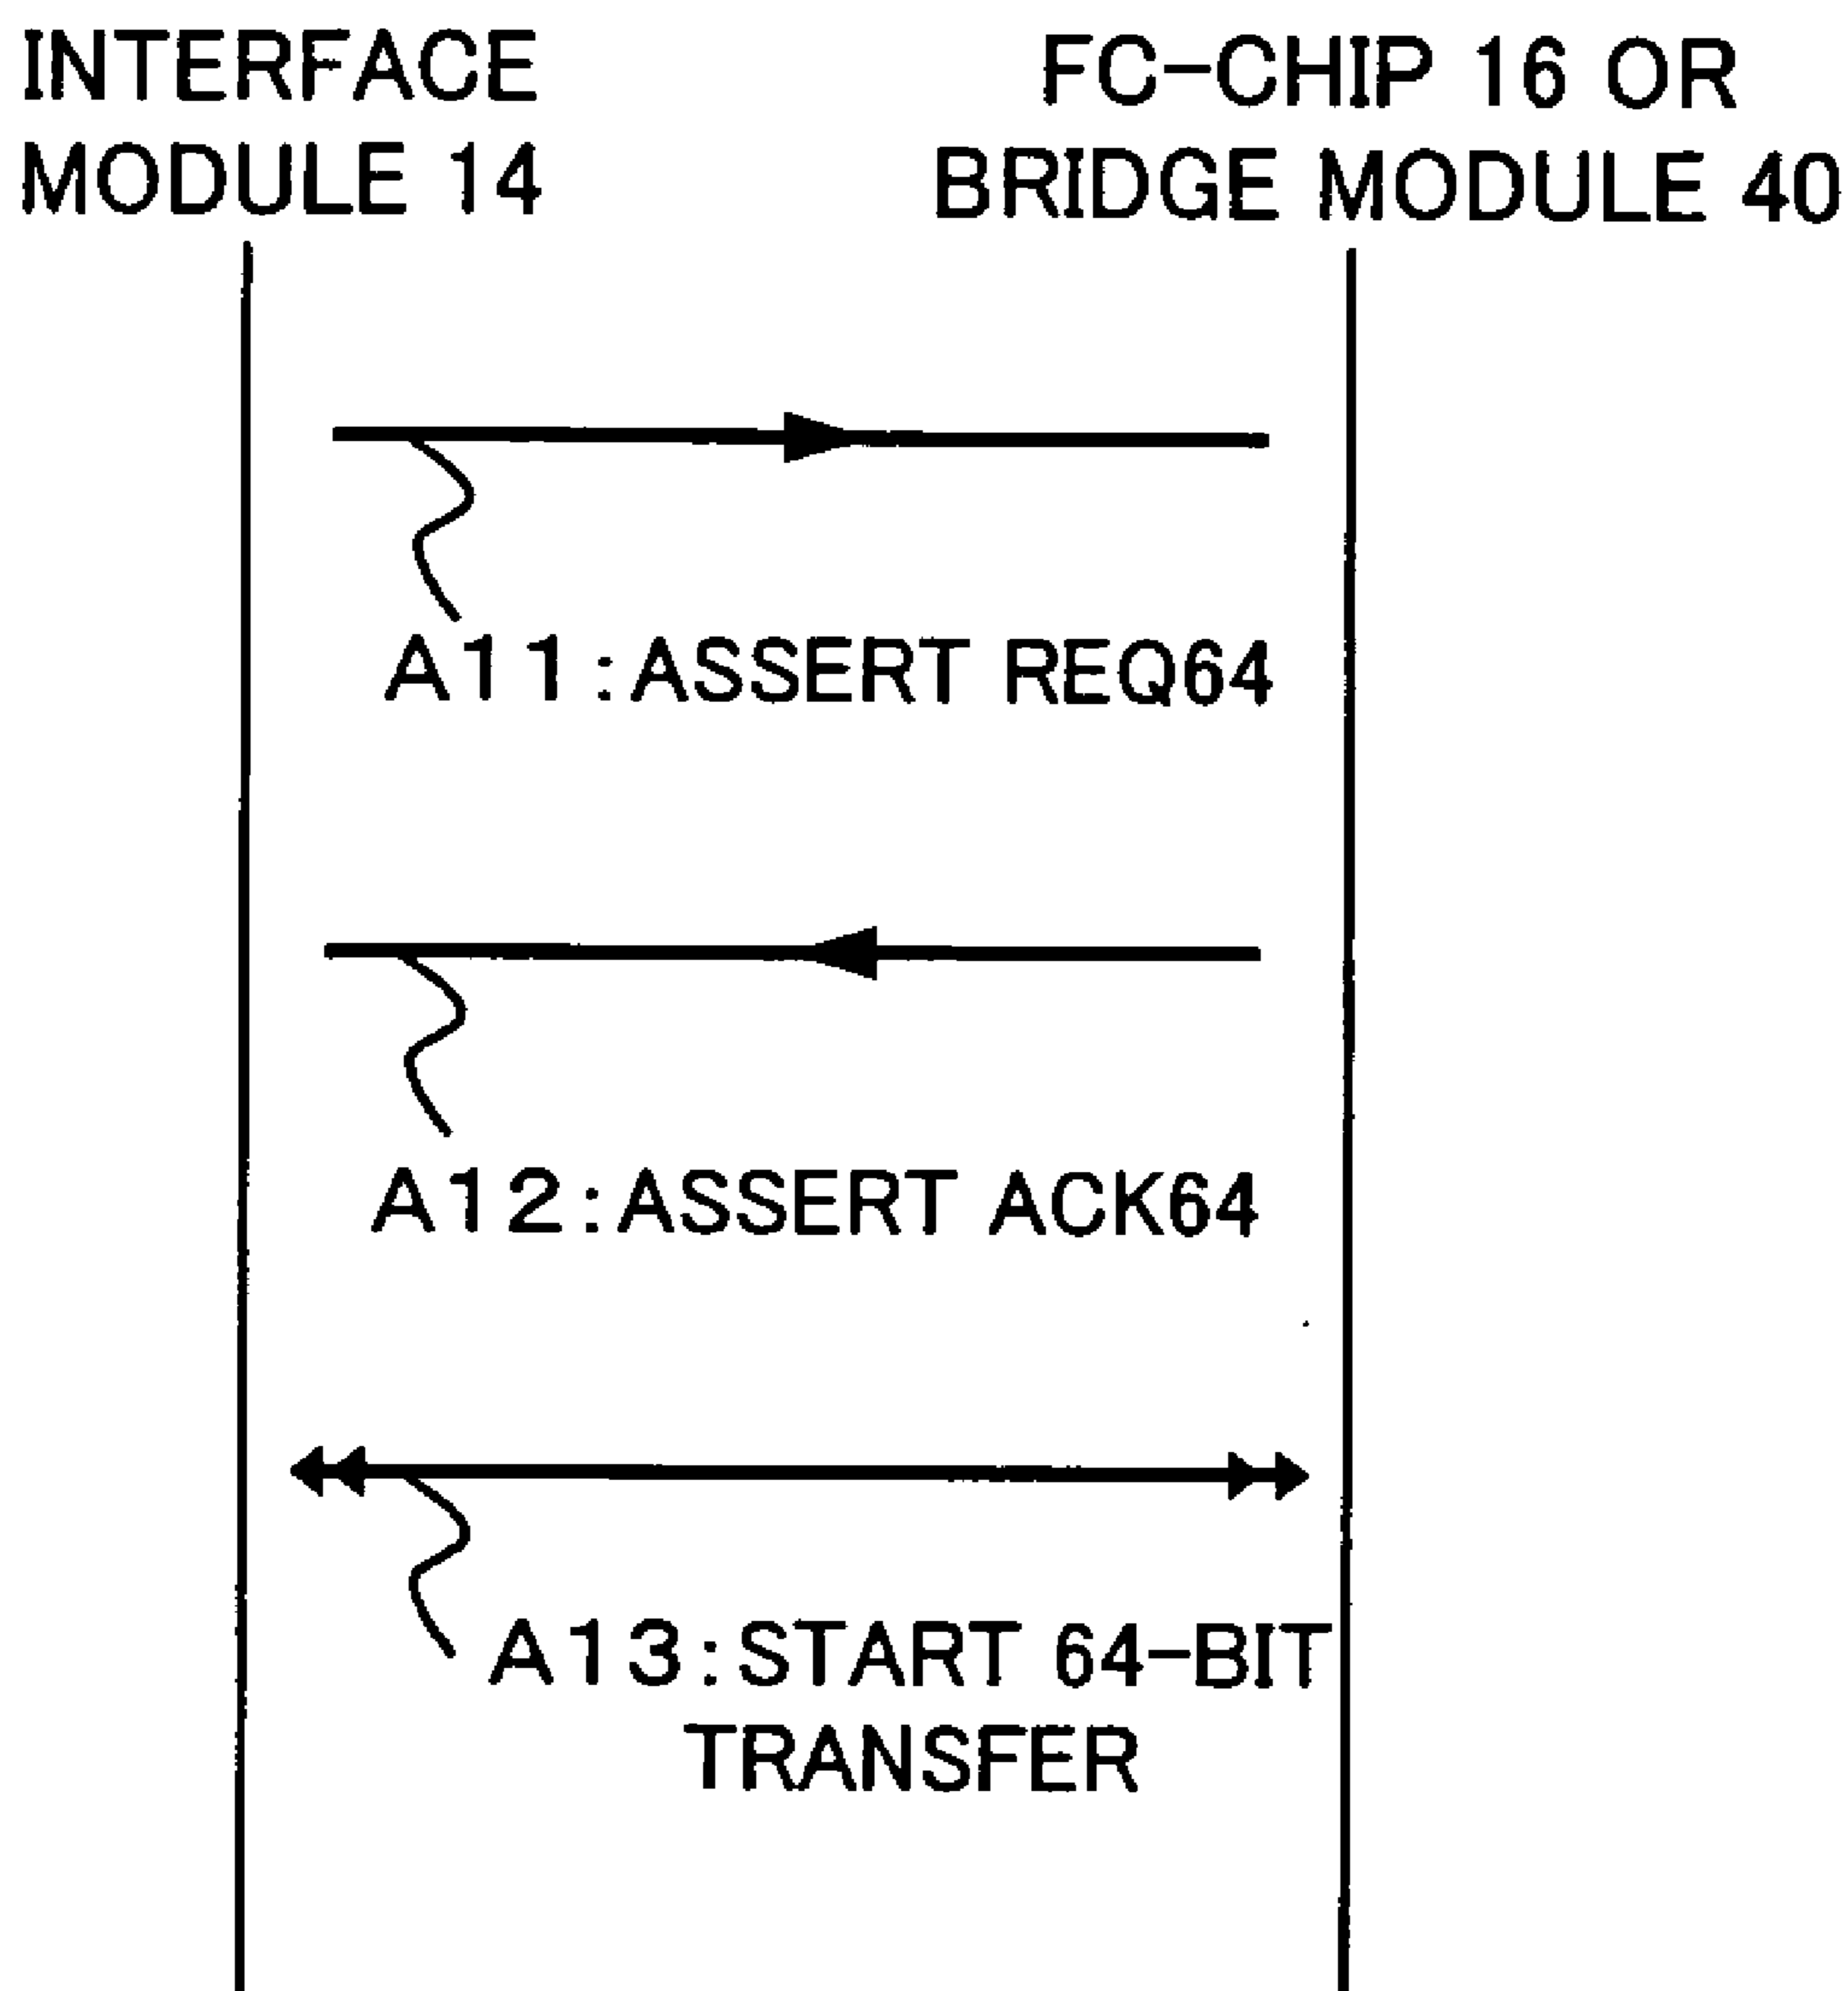 INTERFACE
MODULE 14
FC-CHIP 16 OR
BRIDGE MODULE 40
A11:ASSERT REQ64
A12:ASSERT ACK64
A13:START 64-BIT
TRANSFER